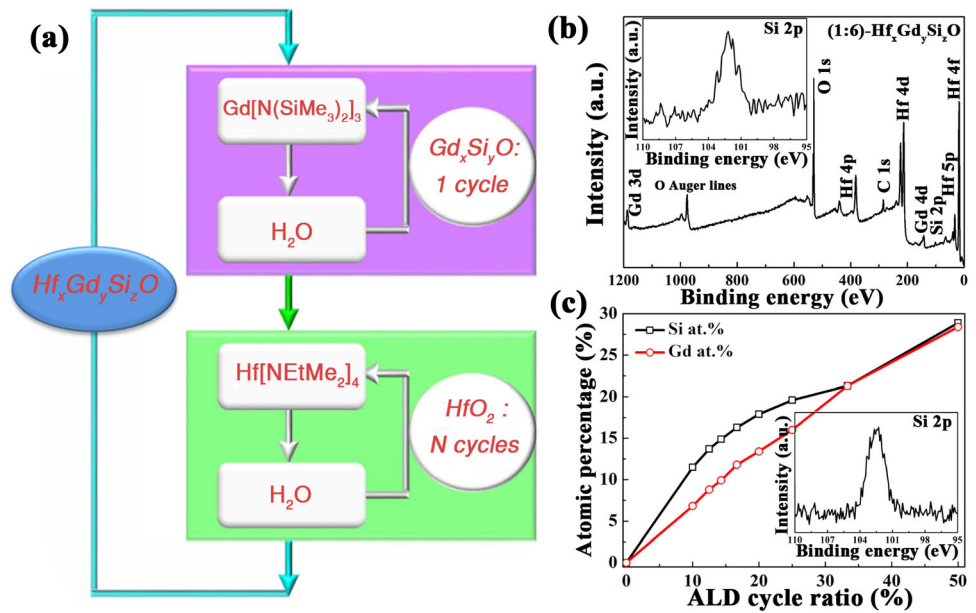 (a)
Gd[N(SiMe3)2]3
H2O
GdxSiyO:
1 cycle
HfxGdySizO
Hf[NEtMe2]4
H2O
HfO2 :
N cycles
(b)
Si 2p
(1:6)-HfxGdySizO
Intensity (a.u.)
110 107 104 101 98 95
Binding energy (eV)
Intensity (a.u.)
Gd 3d
O Auger lines
O 1s
Hf 4p
C 1s
Hf 4d
Gd 4d
Si 2p
Hf 5p
Hf 4f
1200 1000 800 600 400 200 0
Binding energy (eV)
(c)
Si at.%
Gd at.%
Atomic percentage (%)
30
25
20
15
10
5
0
Si 2p
Intensity (a.u.)
110 107 104 101 98 95
Binding energy (eV)
0 10 20 30 40 50
ALD cycle ratio (%)